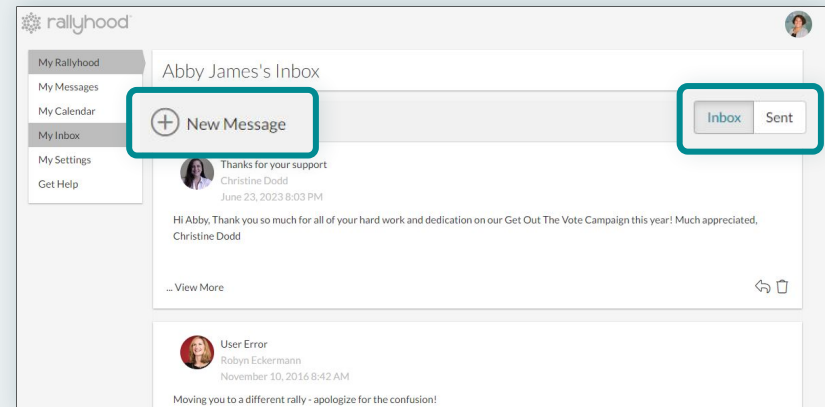 rallyhood
My Rallyhood
My Messages
My Calendar
My Inbox
My Settings
Get Help
Abby James's Inbox
New Message
Inbox Sent
Thanks for your support
Christine Dodd
June 23, 2023 8:03 PM
Hi Abby, Thank you so much for all of your hard work and dedication on our Get Out The Vote Campaign this year! Much appreciated,
Christine Dodd
... View More
User Error
Robyn Eckermann
November 10, 2016 8:42 AM
Moving you to a different rally - apologize for the confusion!